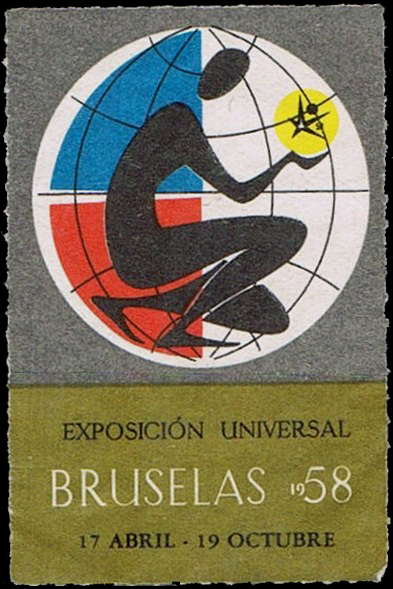 EXPOSICIÓN UNIVERSAL
BRUSELAS 1958
17 ABRIL - 19 OCTUBRE